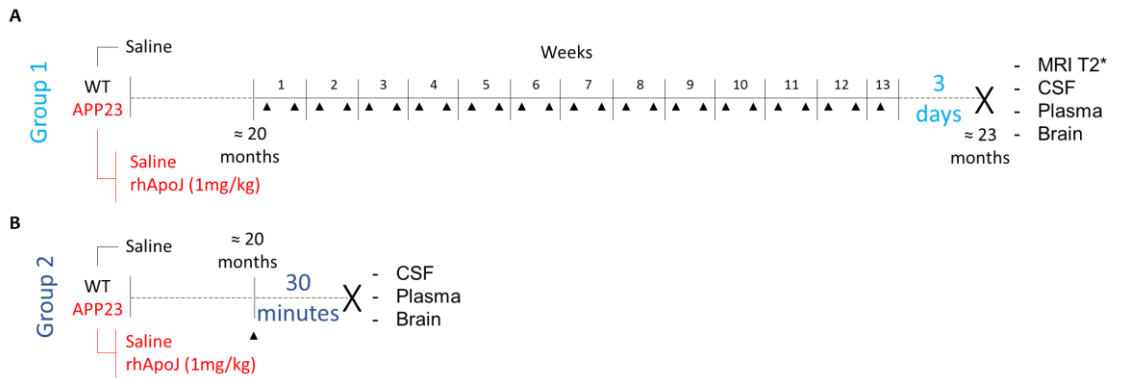 A
Group 1
Saline
WT
APP23
Saline
rhApoJ (1mg/kg)
Weeks
1 2 3 4 5 6 7 8 9 10 11 12 13
≈ 20
months
3
days
X
≈ 23
months
- MRI T2*
- CSF
- Plasma
- Brain
B
Group 2
Saline
WT
APP23
Saline
rhApoJ (1mg/kg)
≈ 20
months
30
minutes
X
- CSF
- Plasma
- Brain